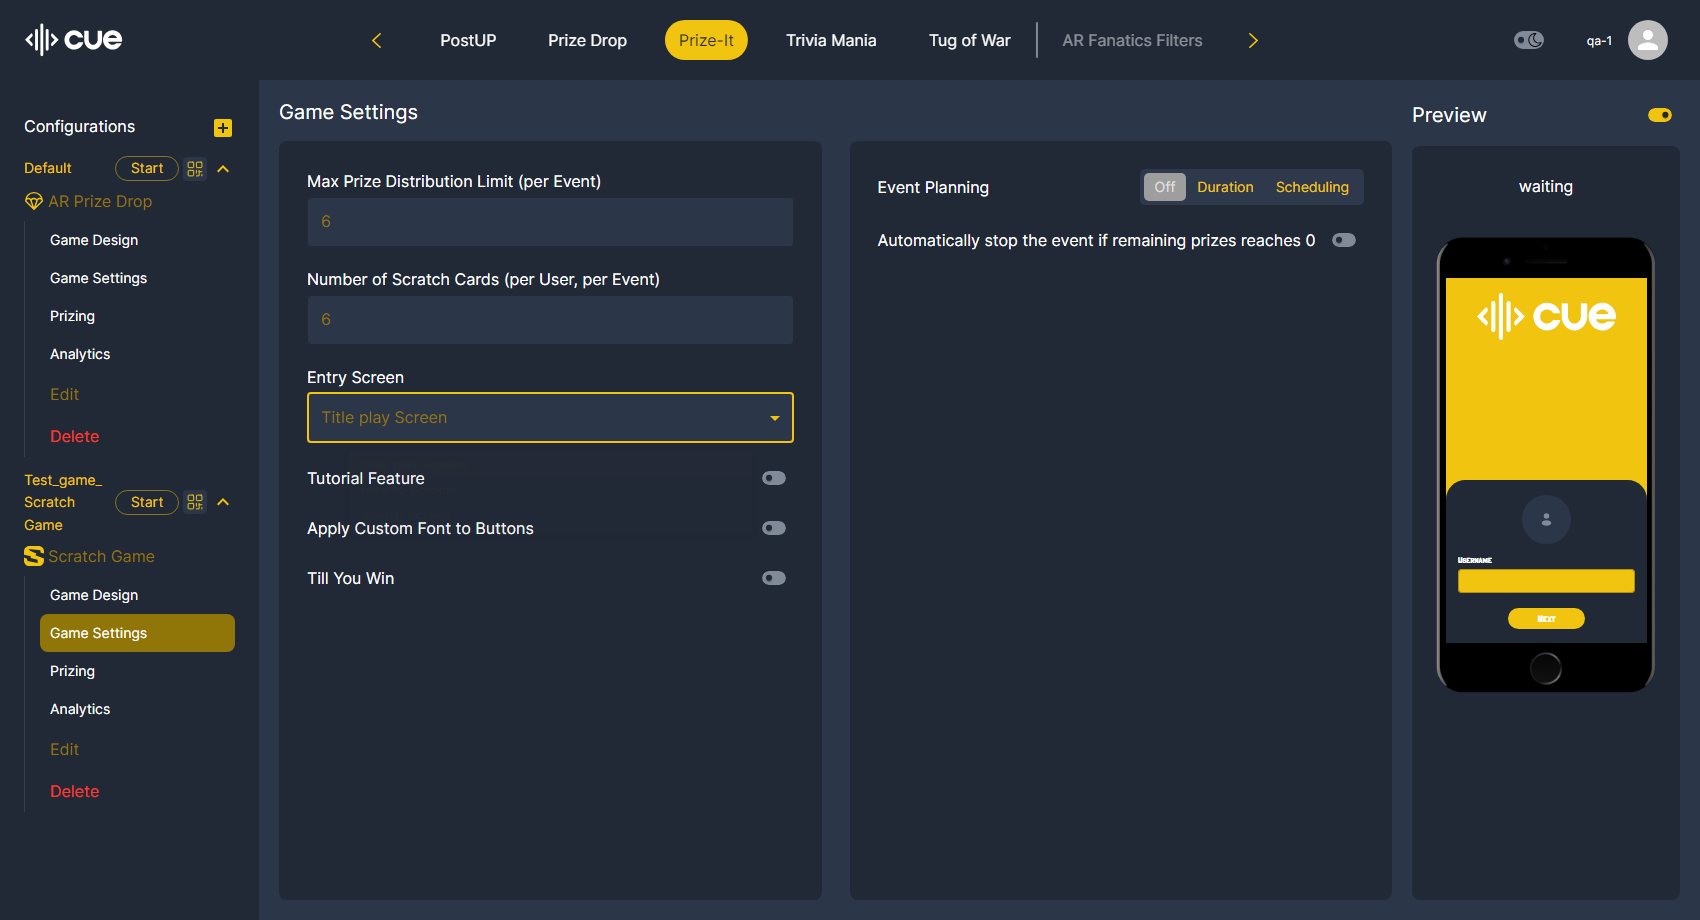 cue
PostUP
Prize Drop
Prize-It
Trivia Mania
Tug of War
AR Fanatics Filters
qa-1
Configurations
Default
Start
AR Prize Drop
Game Design
Game Settings
Prizing
Analytics
Edit
Delete
Test_game_
Scratch
Game
Start
Scratch Game
Game Design
Game Settings
Prizing
Analytics
Edit
Delete
Game Settings
Max Prize Distribution Limit (per Event)
6
Number of Scratch Cards (per User, per Event)
6
Entry Screen
Title play Screen
Tutorial Feature
Apply Custom Font to Buttons
Till You Win
Event Planning
Off
Duration
Scheduling
Automatically stop the event if remaining prizes reaches 0
Preview
waiting
cue
Username
Next